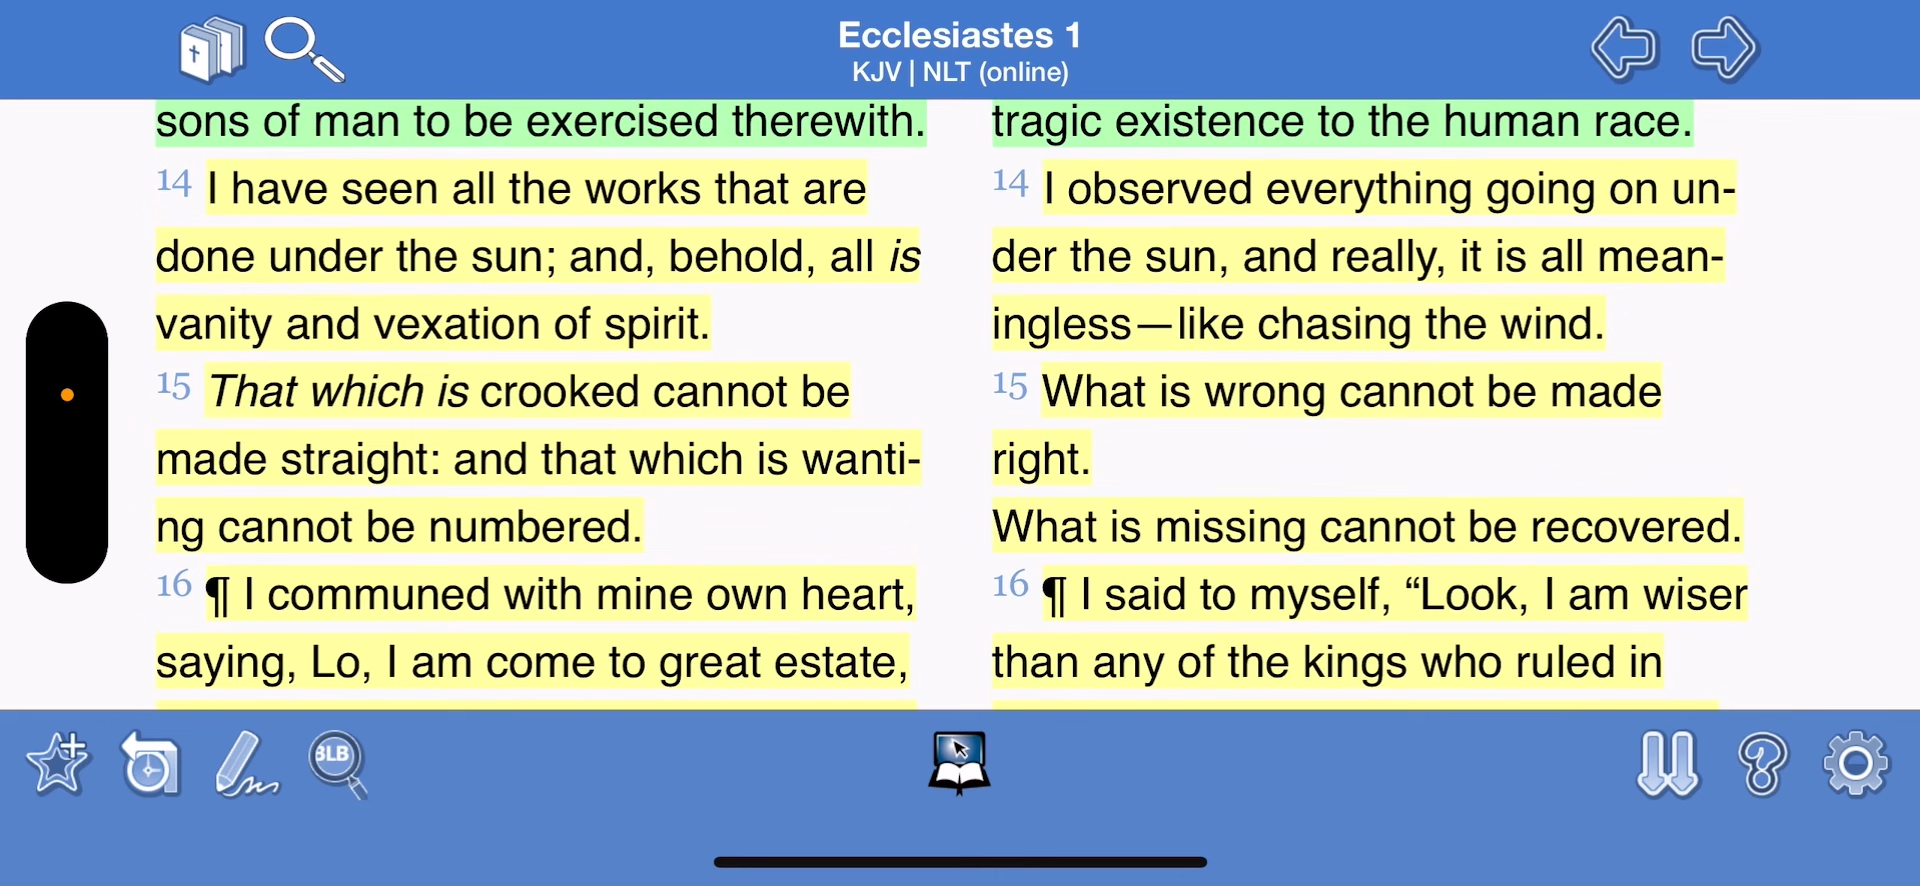 Ecclesiastes 1
KJV | NLT (online)
sons of man to be exercised therewith.
14 I have seen all the works that are
done under the sun; and, behold, all is
vanity and vexation of spirit.
15 That which is crooked cannot be
made straight: and that which is wanti-
ng cannot be numbered.
16 ¶ I communed with mine own heart,
saying, Lo, I am come to great estate,
tragic existence to the human race.
14 I observed everything going on un-
der the sun, and really, it is all mean-
ingless—like chasing the wind.
15 What is wrong cannot be made
right.
What is missing cannot be recovered.
16 ¶ I said to myself, “Look, I am wiser
than any of the kings who ruled in
BLB